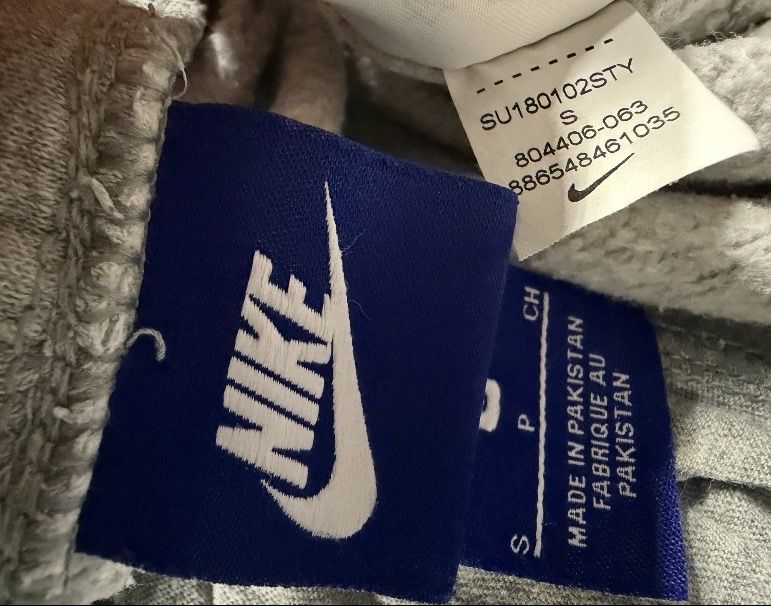 - - - - - - - -
SU180102STY
S
804406-063
886548461035
NIKE
S P CH
MADE IN PAKISTAN
FABRIQUE AU
PAKISTAN